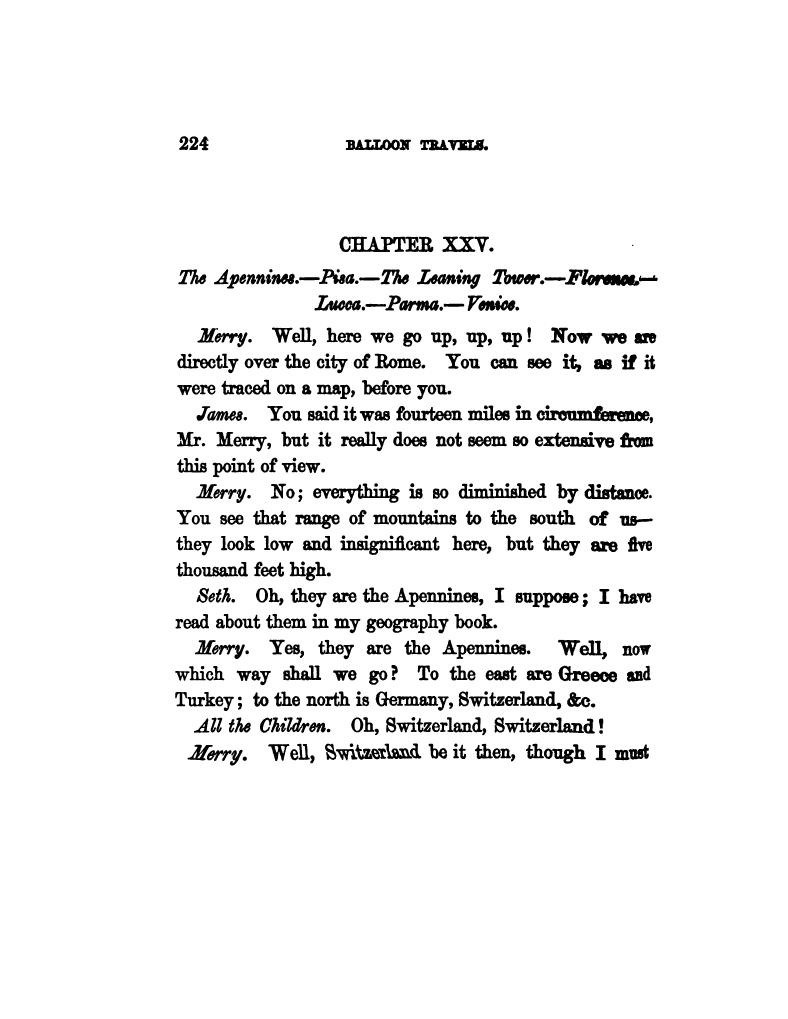 224 BALLOON TRAVELS.
CHAPTER XXV.
The Apennines.—Pisa.—The Leaning Tower.—Florence.—
Lucca.—Parma.—Venice.
Merry. Well, here we go up, up, up! Now we are
directly over the city of Rome. You can see it, as if it
were traced on a map, before you.
James. You said it was fourteen miles in circumference,
Mr. Merry, but it really does not seem so extensive from
this point of view.
Merry. No; everything is so diminished by distance.
You see that range of mountains to the south of us—
they look low and insignificant here, but they are five
thousand feet high.
Seth. Oh, they are the Apennines, I suppose; I have
read about them in my geography book.
Merry. Yes, they are the Apennines. Well, now
which way shall we go? To the east are Greece and
Turkey; to the north is Germany, Switzerland, &c.
All the Children. Oh, Switzerland, Switzerland!
Merry. Well, Switzerland be it then, though I must